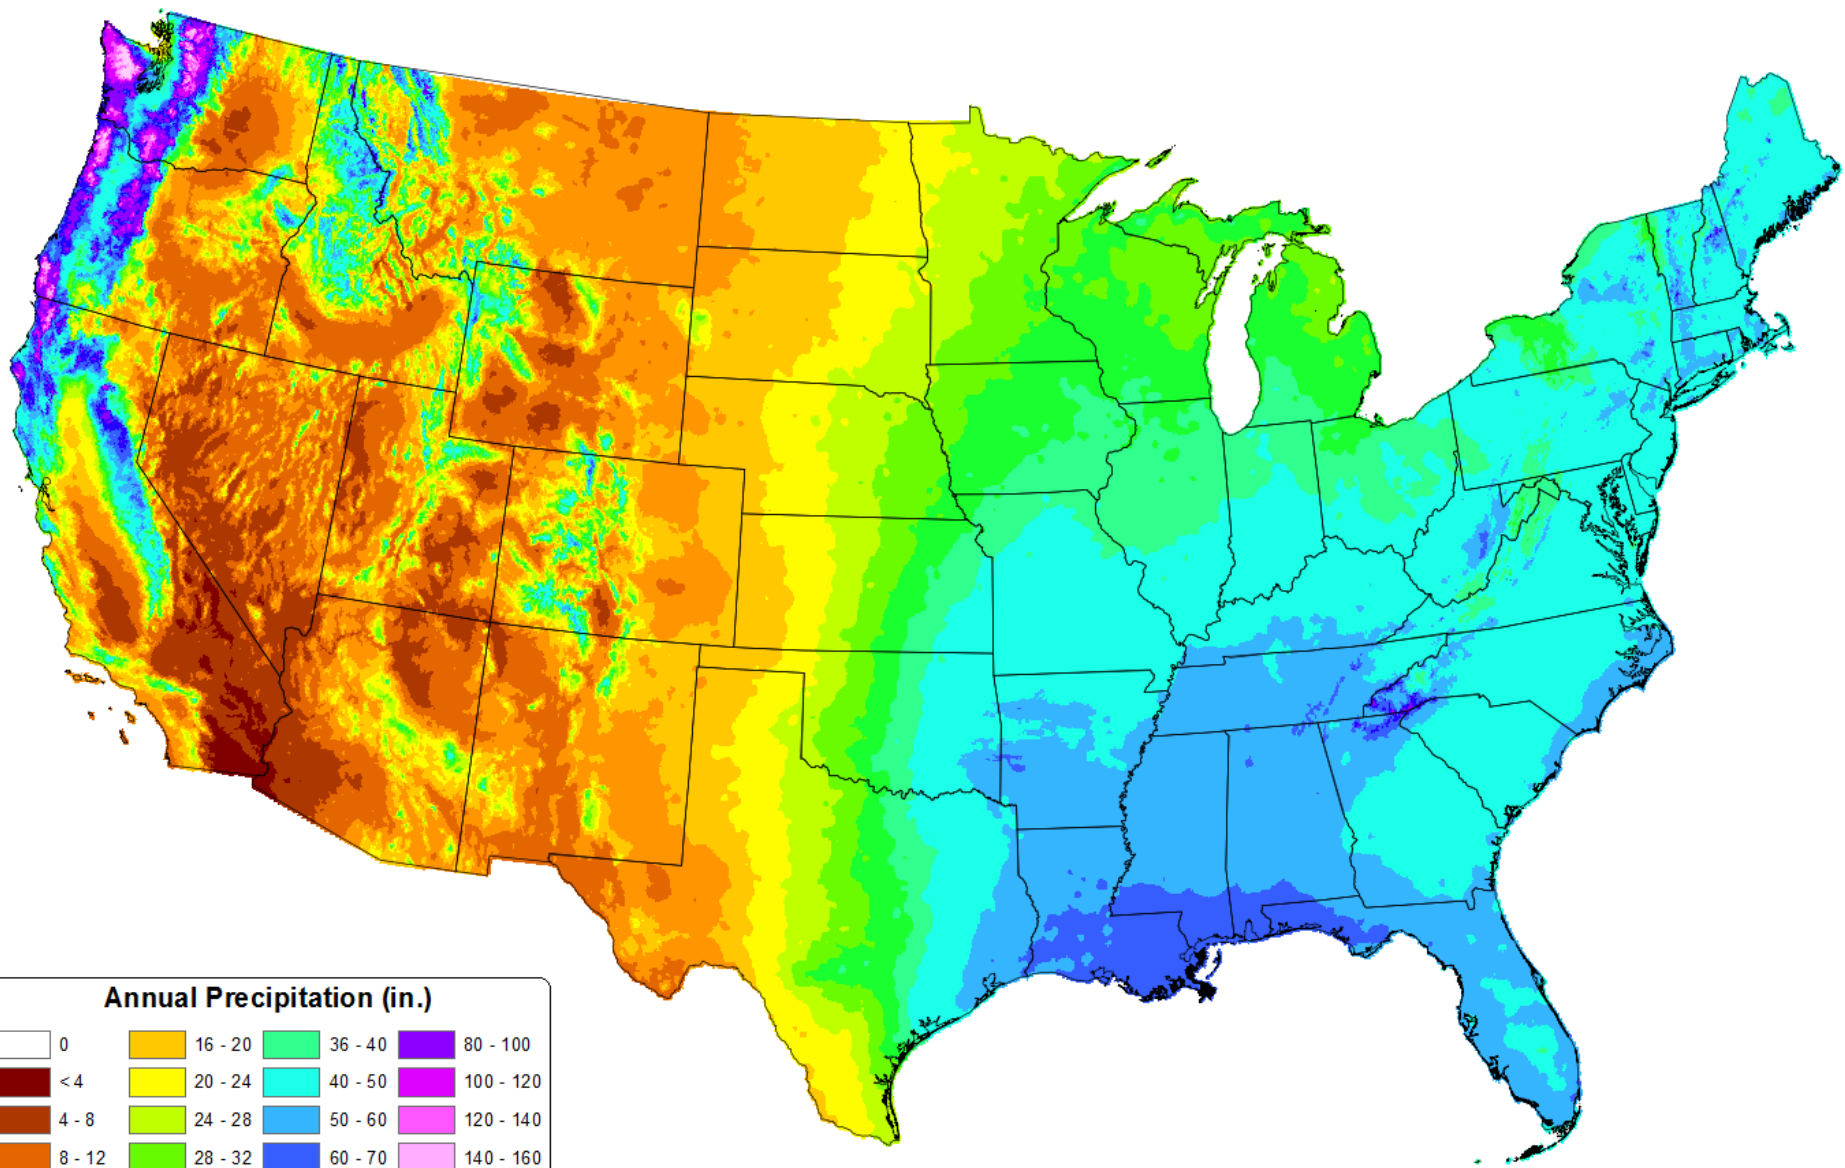 Annual Precipitation (in.)
0 16 - 20 36 - 40 80 - 100
< 4 20 - 24 40 - 50 100 - 120
4 - 8 24 - 28 50 - 60 120 - 140
8 - 12 28 - 32 60 - 70 140 - 160